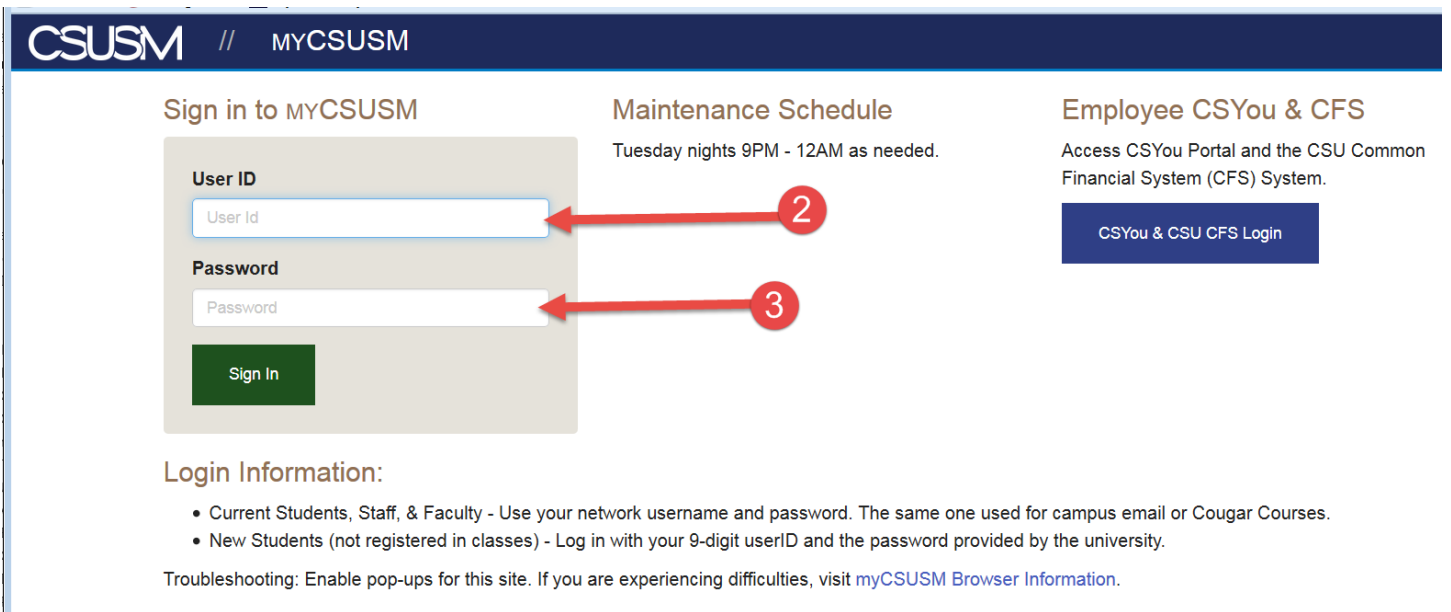 CSUSM // MYCSUSM
Sign in to MYCSUSM
User ID
User Id
2
Password
Password
3
Sign In
Maintenance Schedule
Tuesday nights 9PM - 12AM as needed.
Employee CSYou & CFS
Access CSYou Portal and the CSU Common
Financial System (CFS) System.
CSYou & CSU CFS Login
Login Information:
• Current Students, Staff, & Faculty - Use your network username and password. The same one used for campus email or Cougar Courses.
• New Students (not registered in classes) - Log in with your 9-digit userID and the password provided by the university.
Troubleshooting: Enable pop-ups for this site. If you are experiencing difficulties, visit myCSUSM Browser Information.